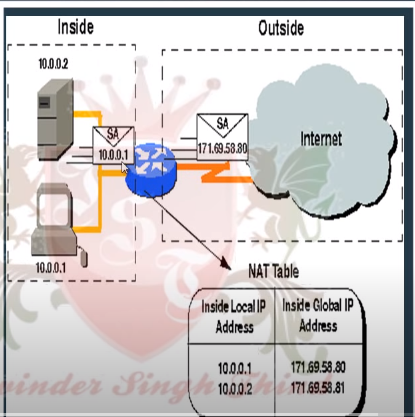 Inside
Outside
10.0.0.2
SA
10.0.0.1
SA
171.69.58.80
Internet
10.0.0.1
NAT Table
Inside Local IP Address
Inside Global IP Address
10.0.0.1 171.69.58.80
10.0.0.2 171.69.58.81
vinder Singh